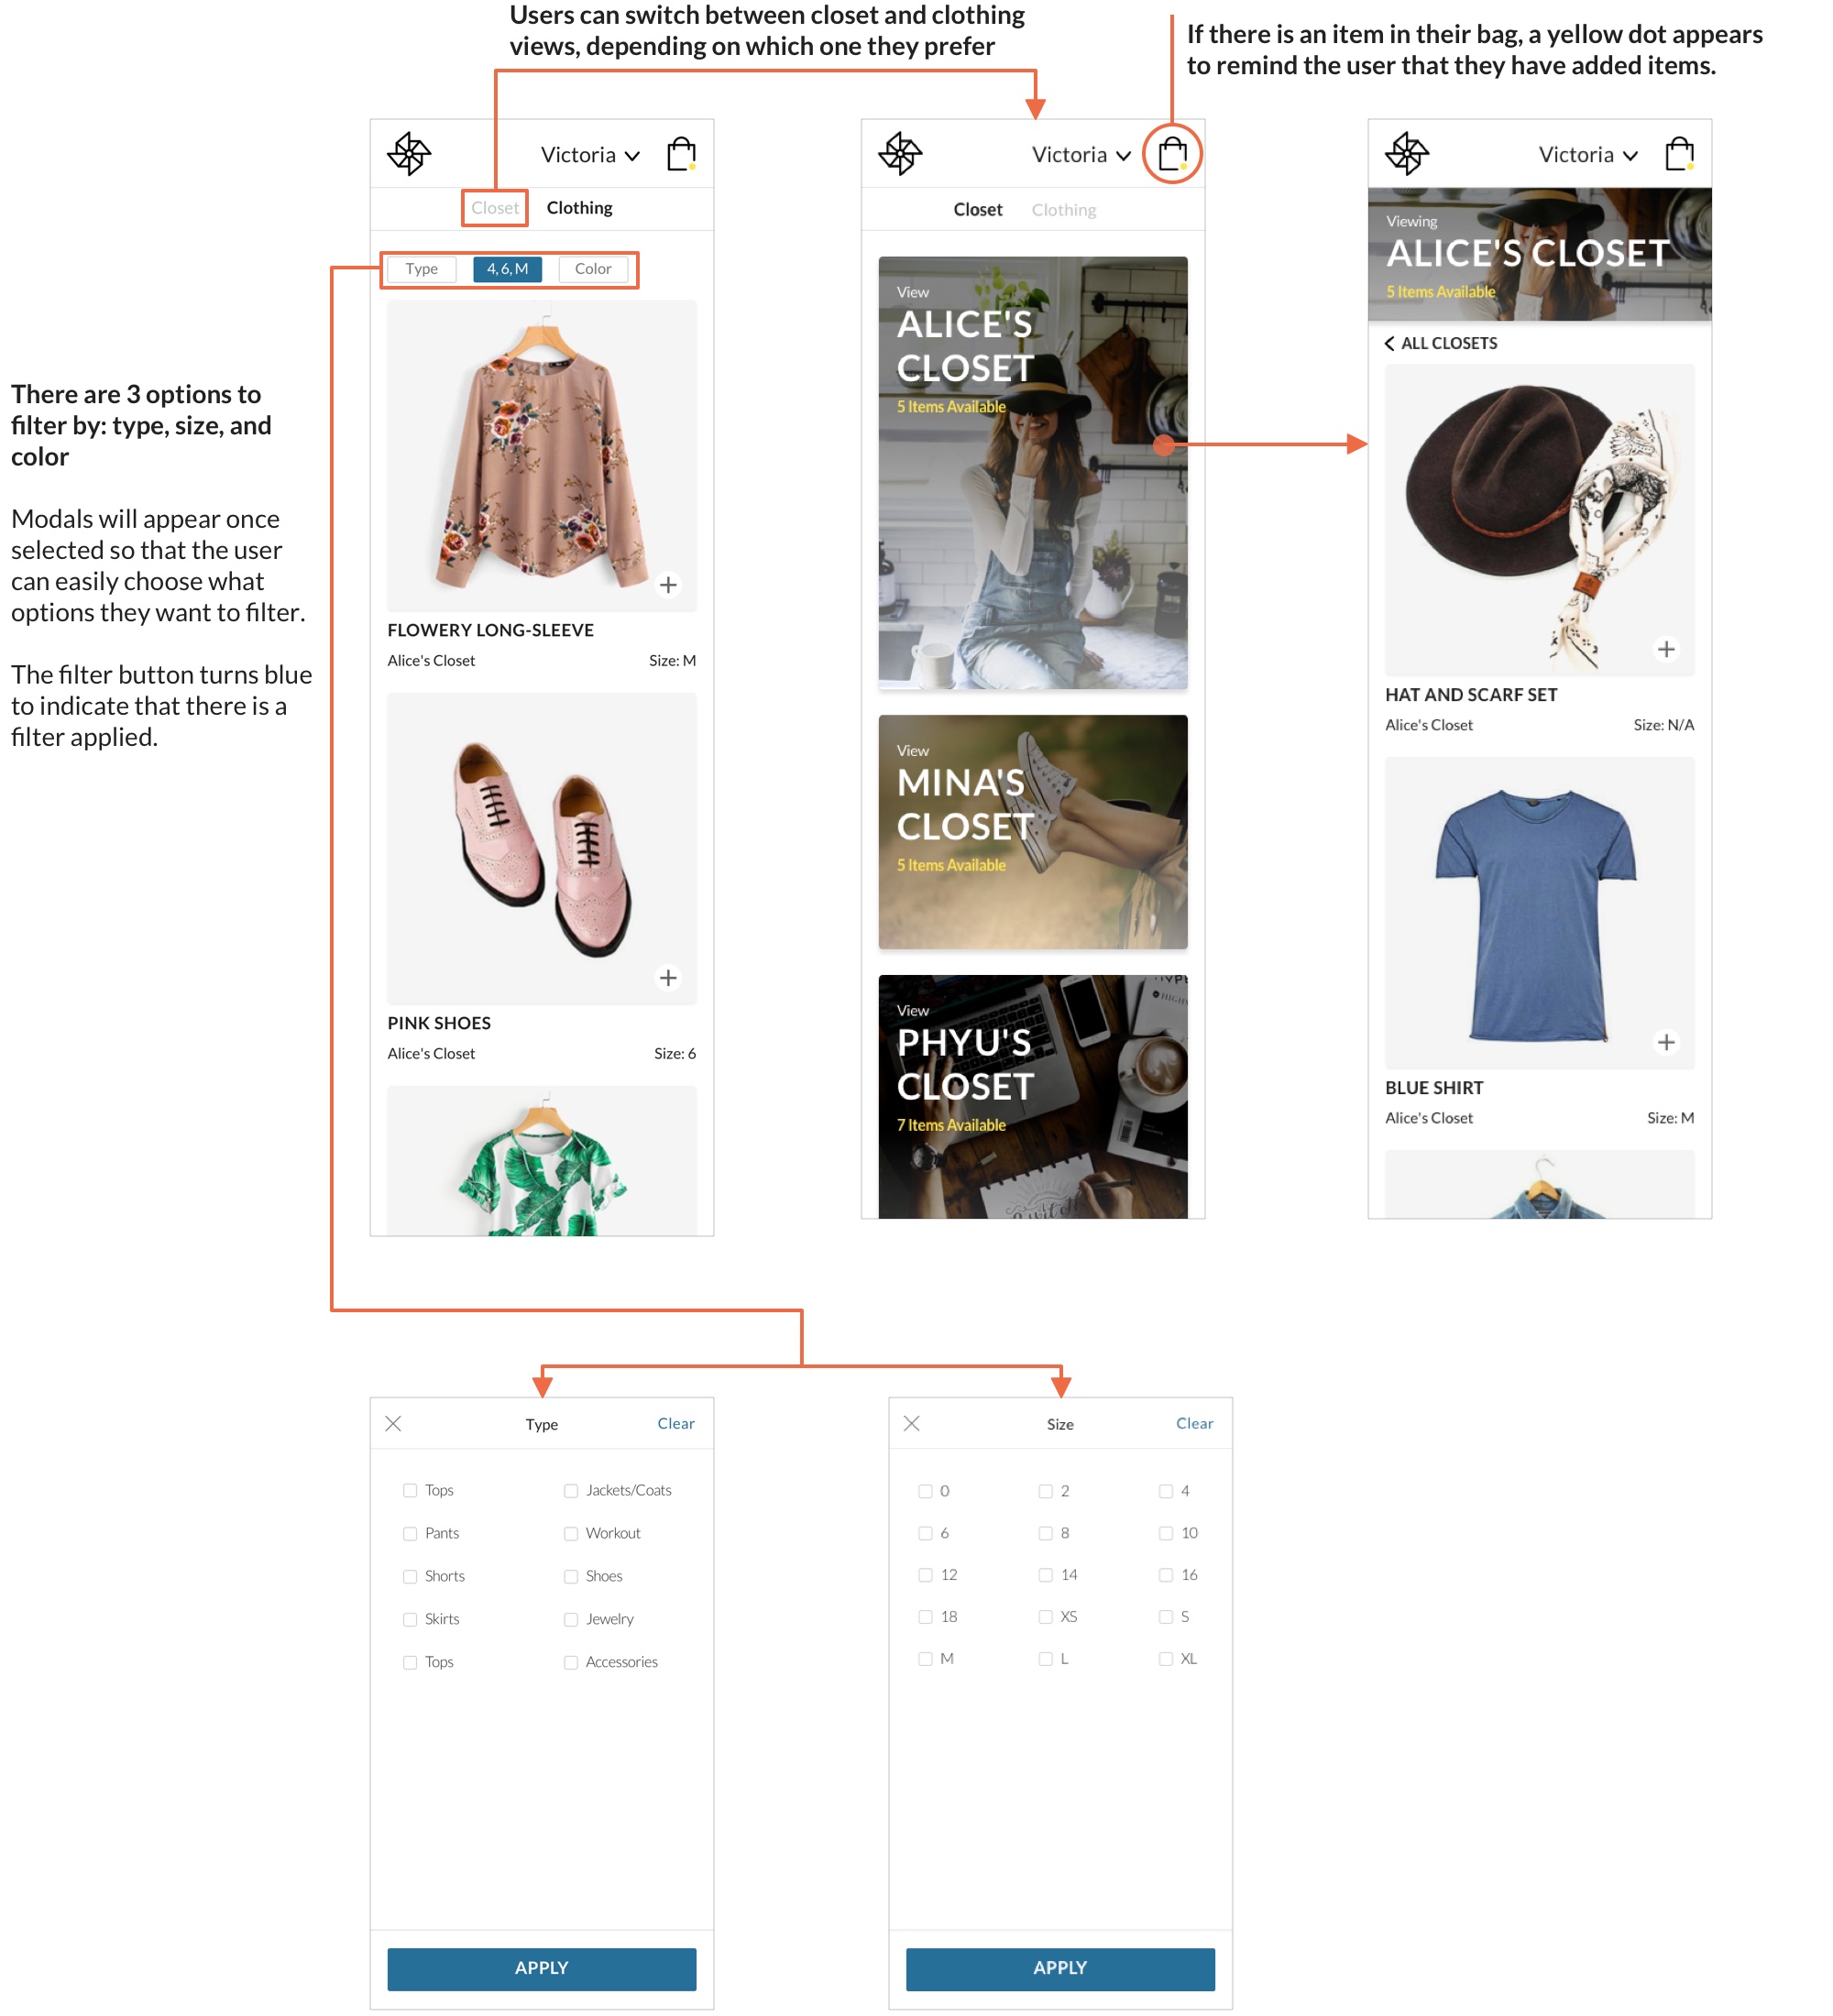 Users can switch between closet and clothing
views, depending on which one they prefer
If there is an item in their bag, a yellow dot appears
to remind the user that they have added items.
There are 3 options to
filter by: type, size, and
color
Modals will appear once
selected so that the user
can easily choose what
options they want to filter.
The filter button turns blue
to indicate that there is a
filter applied.
Victoria
Closet Clothing
Type 4, 6, M Color
FLOWERY LONG-SLEEVE
Alice's Closet Size: M
PINK SHOES
Alice's Closet Size: 6
Victoria
Closet Clothing
View
ALICE'S
CLOSET
5 Items Available
View
MINA'S
CLOSET
5 Items Available
View
PHYU'S
CLOSET
7 Items Available
Victoria
Viewing
ALICE'S CLOSET
5 Items Available
ALL CLOSETS
HAT AND SCARF SET
Alice's Closet Size: N/A
BLUE SHIRT
Alice's Closet Size: M
Type Clear
Tops Jackets/Coats
Pants Workout
Shorts Shoes
Skirts Jewelry
Tops Accessories
APPLY
Size Clear
0 2 4
6 8 10
12 14 16
18 XS S
M L XL
APPLY